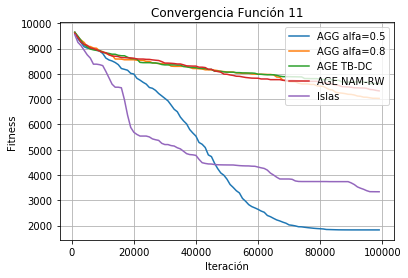 Convergencia Función 11
10000
9000
8000
7000
6000
5000
4000
3000
2000
Fitness
AGG alfa=0.5
AGG alfa=0.8
AGE TB-DC
AGE NAM-RW
Islas
0
20000
40000
60000
80000
100000
Iteración